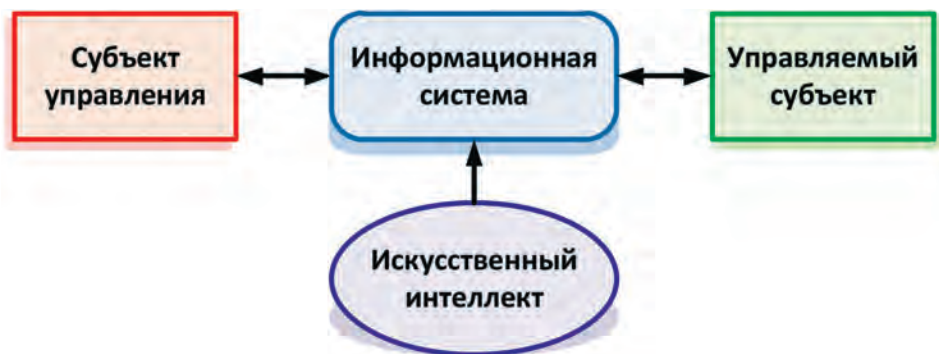 Субъект
управления
Информационная
система
Управляемый
субъект
Искусственный
интеллект